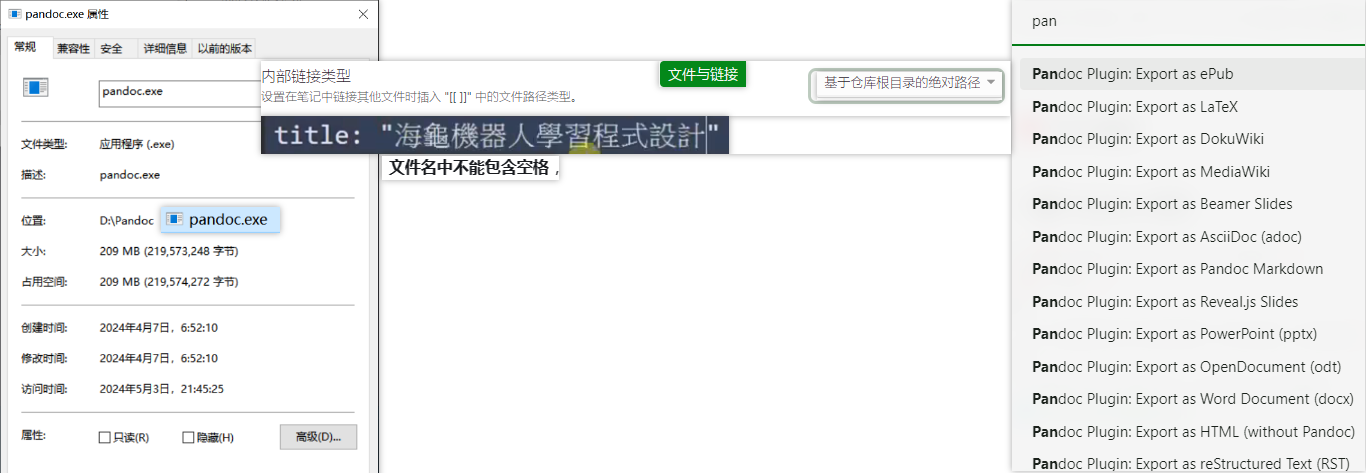 pandoc.exe 属性
常规 兼容性 安全 详细信息 以前的版本
pandoc.exe
文件类型: 应用程序 (.exe)
描述: pandoc.exe
位置: D:\Pandoc
pandoc.exe
大小: 209 MB (219,573,248 字节)
占用空间: 209 MB (219,574,272 字节)
创建时间: 2024年4月7日，6:52:10
修改时间: 2024年4月7日，6:52:10
访问时间: 2024年5月3日，21:45:25
属性: 只读(R) 隐藏(H) 高级(D)...
内部链接类型
设置在笔记中链接其他文件时插入 "[[ ]]" 中的文件路径类型。
文件与链接
基于仓库根目录的绝对路径
title: "海龜機器人學習程式設計"
文件名中不能包含空格，
pan
Pandoc Plugin: Export as ePub
Pandoc Plugin: Export as LaTeX
Pandoc Plugin: Export as DokuWiki
Pandoc Plugin: Export as MediaWiki
Pandoc Plugin: Export as Beamer Slides
Pandoc Plugin: Export as AsciiDoc (adoc)
Pandoc Plugin: Export as Pandoc Markdown
Pandoc Plugin: Export as Reveal.js Slides
Pandoc Plugin: Export as PowerPoint (pptx)
Pandoc Plugin: Export as OpenDocument (odt)
Pandoc Plugin: Export as Word Document (docx)
Pandoc Plugin: Export as HTML (without Pandoc)
Pandoc Plugin: Export as reStructured Text (RST)